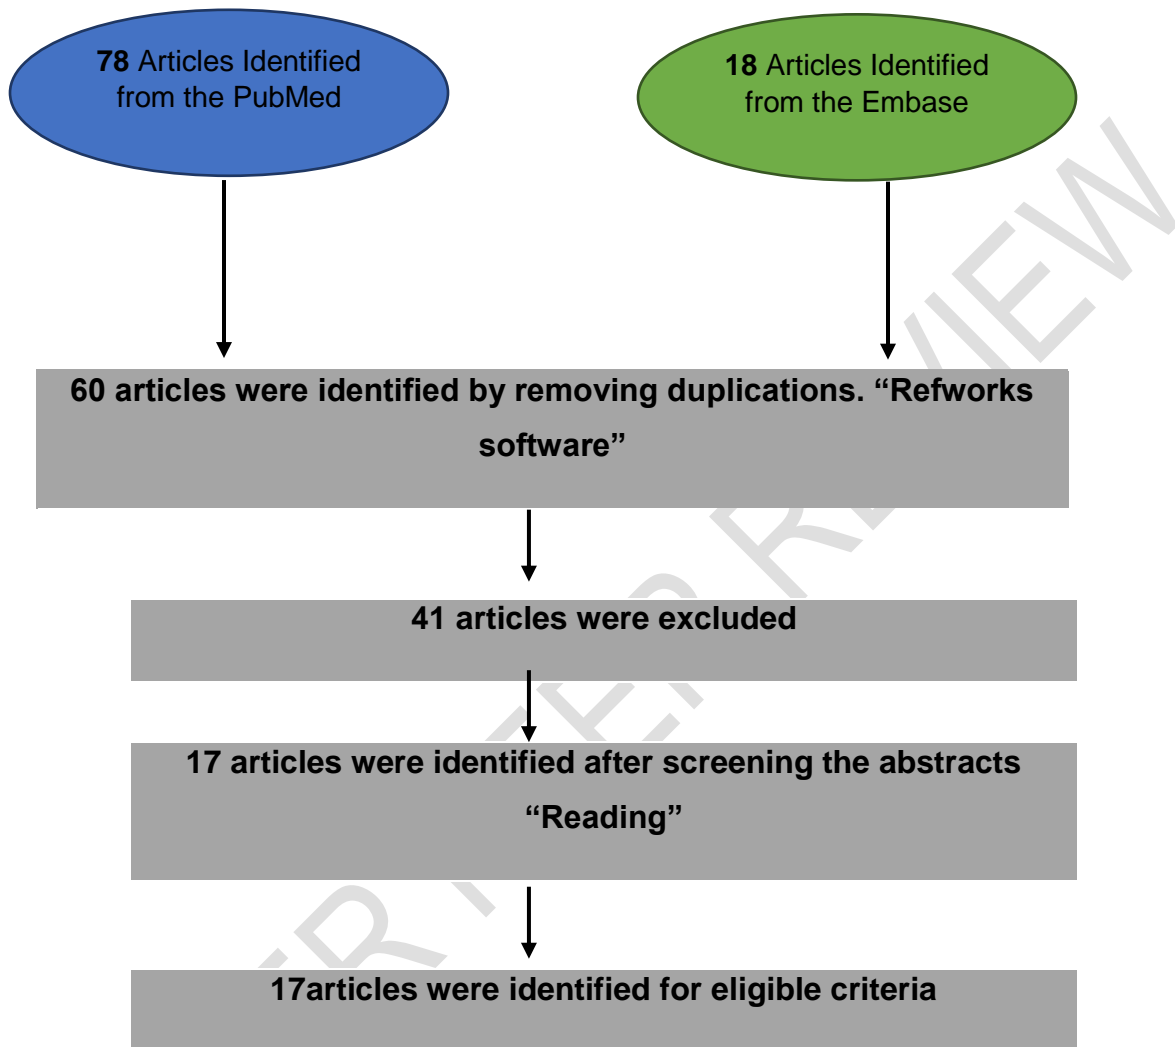 78 Articles Identified
from the PubMed
18 Articles Identified
from the Embase
60 articles were identified by removing duplications. “Refworks
software”
41 articles were excluded
17 articles were identified after screening the abstracts
“Reading”
17articles were identified for eligible criteria